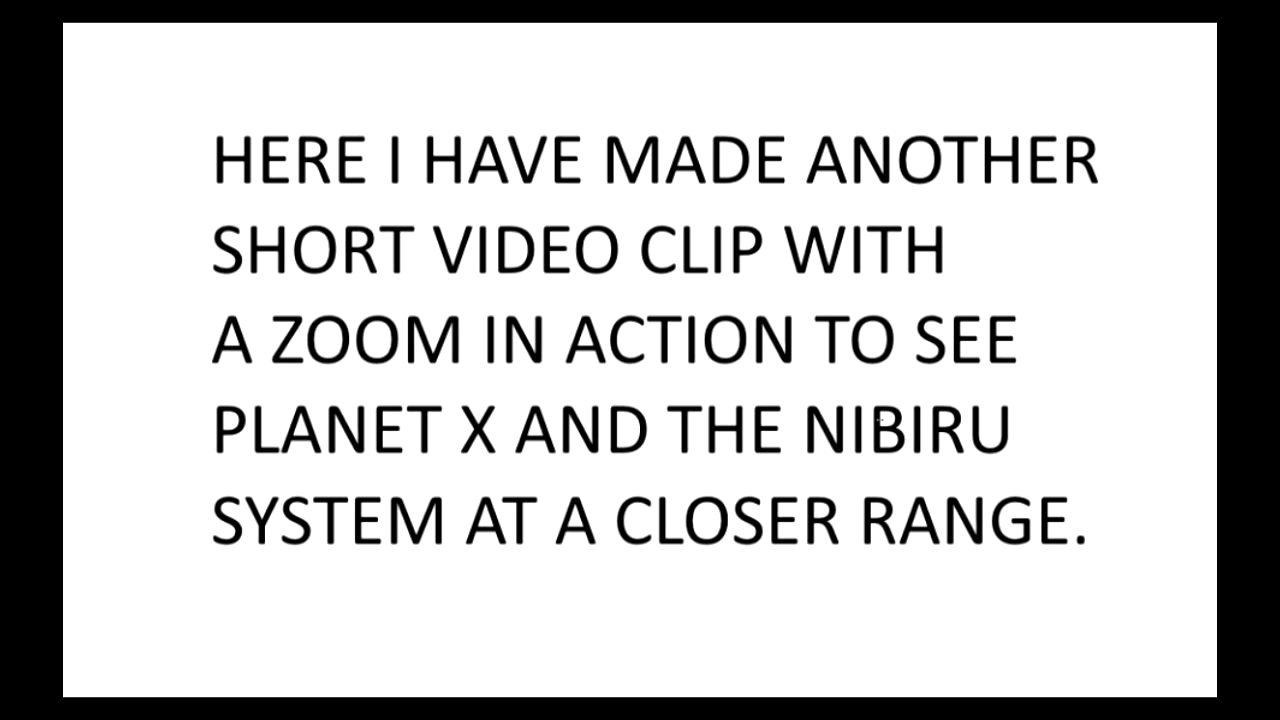 HERE I HAVE MADE ANOTHER
SHORT VIDEO CLIP WITH
A ZOOM IN ACTION TO SEE
PLANET X AND THE NIBIRU
SYSTEM AT A CLOSER RANGE.